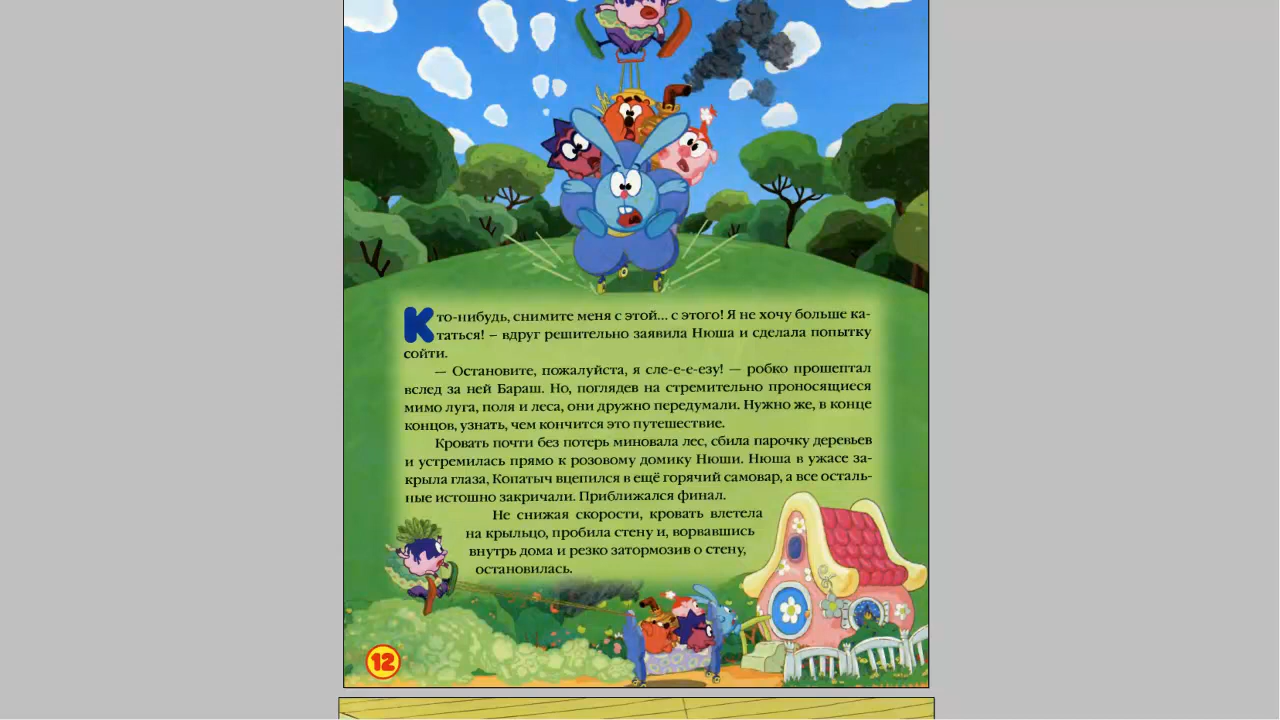 Кто-нибудь, снимите меня с этой... с этого! Я не хочу больше ка-
таться! – вдруг решительно заявила Нюша и сделала попытку
сойти.
— Остановите, пожалуйста, я сле-е-е-езу! — робко прошептал
вслед за ней Бараш. Но, поглядев на стремительно проносящиеся
мимо луга, поля и леса, они дружно передумали. Нужно же, в конце
концов, узнать, чем кончится это путешествие.
Кровать почти без потерь миновала лес, сбила парочку деревьев
и устремилась прямо к розовому домику Нюши. Нюша в ужасе за-
крыла глаза, Копатыч вцепился в ещё горячий самовар, а все осталь-
ные истошно закричали. Приближался финал.
Не снижая скорости, кровать влетела
на крыльцо, пробила стену и, ворвавшись
внутрь дома и резко затормозив о стену,
остановилась.
12